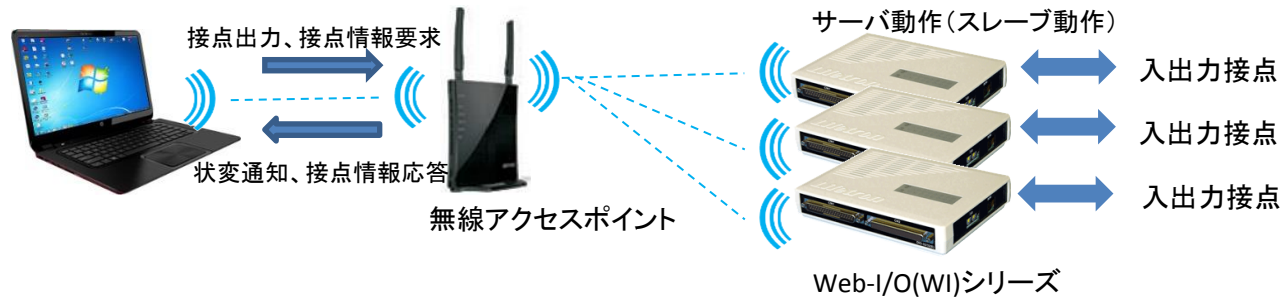 サーバ動作(スレーブ動作)
接点出力、接点情報要求
入出力接点
入出力接点
状変通知、接点情報応答
入出力接点
無線アクセスポイント
Web-I/O(WI)シリーズ